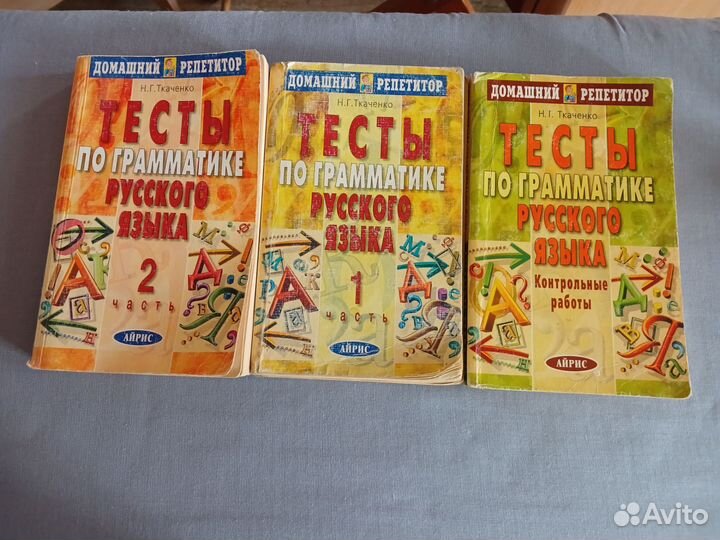 ДОМАШНИЙ РЕПЕТИТОР
Н.Г.Ткаченко
ТЕСТЫ
ПО ГРАММАТИКЕ
РУССКОГО
ЯЗЫКА
2
часть
АЙРИС
ДОМАШНИЙ РЕПЕТИТОР
Н.Г.Ткаченко
ТЕСТЫ
ПО ГРАММАТИКЕ
РУССКОГО
ЯЗЫКА
1
часть
АЙРИС
ДОМАШНИЙ РЕПЕТИТОР
Н.Г. Ткаченко
ТЕСТЫ
ПО ГРАММАТИКЕ
РУССКОГО
ЯЗЫКА
Контрольные
работы
АЙРИС
Avito